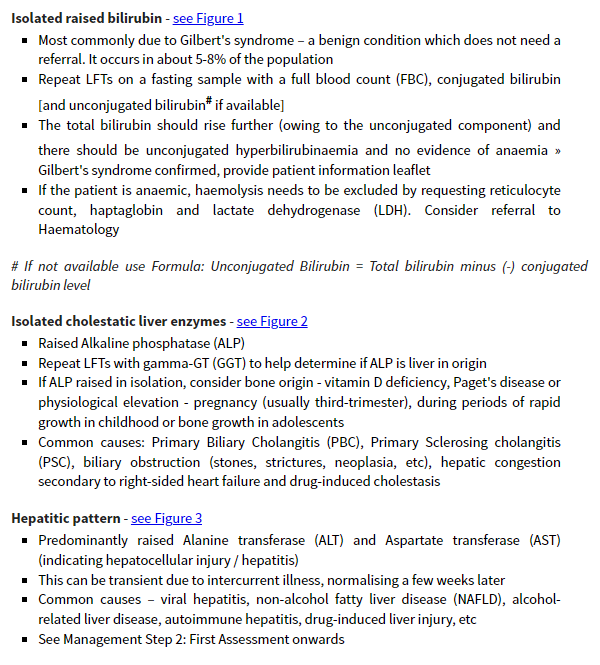 Isolated raised bilirubin - see Figure 1
▪ Most commonly due to Gilbert's syndrome – a benign condition which does not need a
referral. It occurs in about 5-8% of the population
▪ Repeat LFTs on a fasting sample with a full blood count (FBC), conjugated bilirubin
[and unconjugated bilirubin# if available]
▪ The total bilirubin should rise further (owing to the unconjugated component) and
there should be unconjugated hyperbilirubinaemia and no evidence of anaemia »
Gilbert's syndrome confirmed, provide patient information leaflet
▪ If the patient is anaemic, haemolysis needs to be excluded by requesting reticulocyte
count, haptaglobin and lactate dehydrogenase (LDH). Consider referral to
Haematology
# If not available use Formula: Unconjugated Bilirubin = Total bilirubin minus (-) conjugated
bilirubin level
Isolated cholestatic liver enzymes - see Figure 2
▪ Raised Alkaline phosphatase (ALP)
▪ Repeat LFTs with gamma-GT (GGT) to help determine if ALP is liver in origin
▪ If ALP raised in isolation, consider bone origin - vitamin D deficiency, Paget's disease or
physiological elevation - pregnancy (usually third-trimester), during periods of rapid
growth in childhood or bone growth in adolescents
▪ Common causes: Primary Biliary Cholangitis (PBC), Primary Sclerosing cholangitis
(PSC), biliary obstruction (stones, strictures, neoplasia, etc), hepatic congestion
secondary to right-sided heart failure and drug-induced cholestasis
Hepatitic pattern - see Figure 3
▪ Predominantly raised Alanine transferase (ALT) and Aspartate transferase (AST)
(indicating hepatocellular injury / hepatitis)
▪ This can be transient due to intercurrent illness, normalising a few weeks later
▪ Common causes – viral hepatitis, non-alcohol fatty liver disease (NAFLD), alcohol-
related liver disease, autoimmune hepatitis, drug-induced liver injury, etc
▪ See Management Step 2: First Assessment onwards